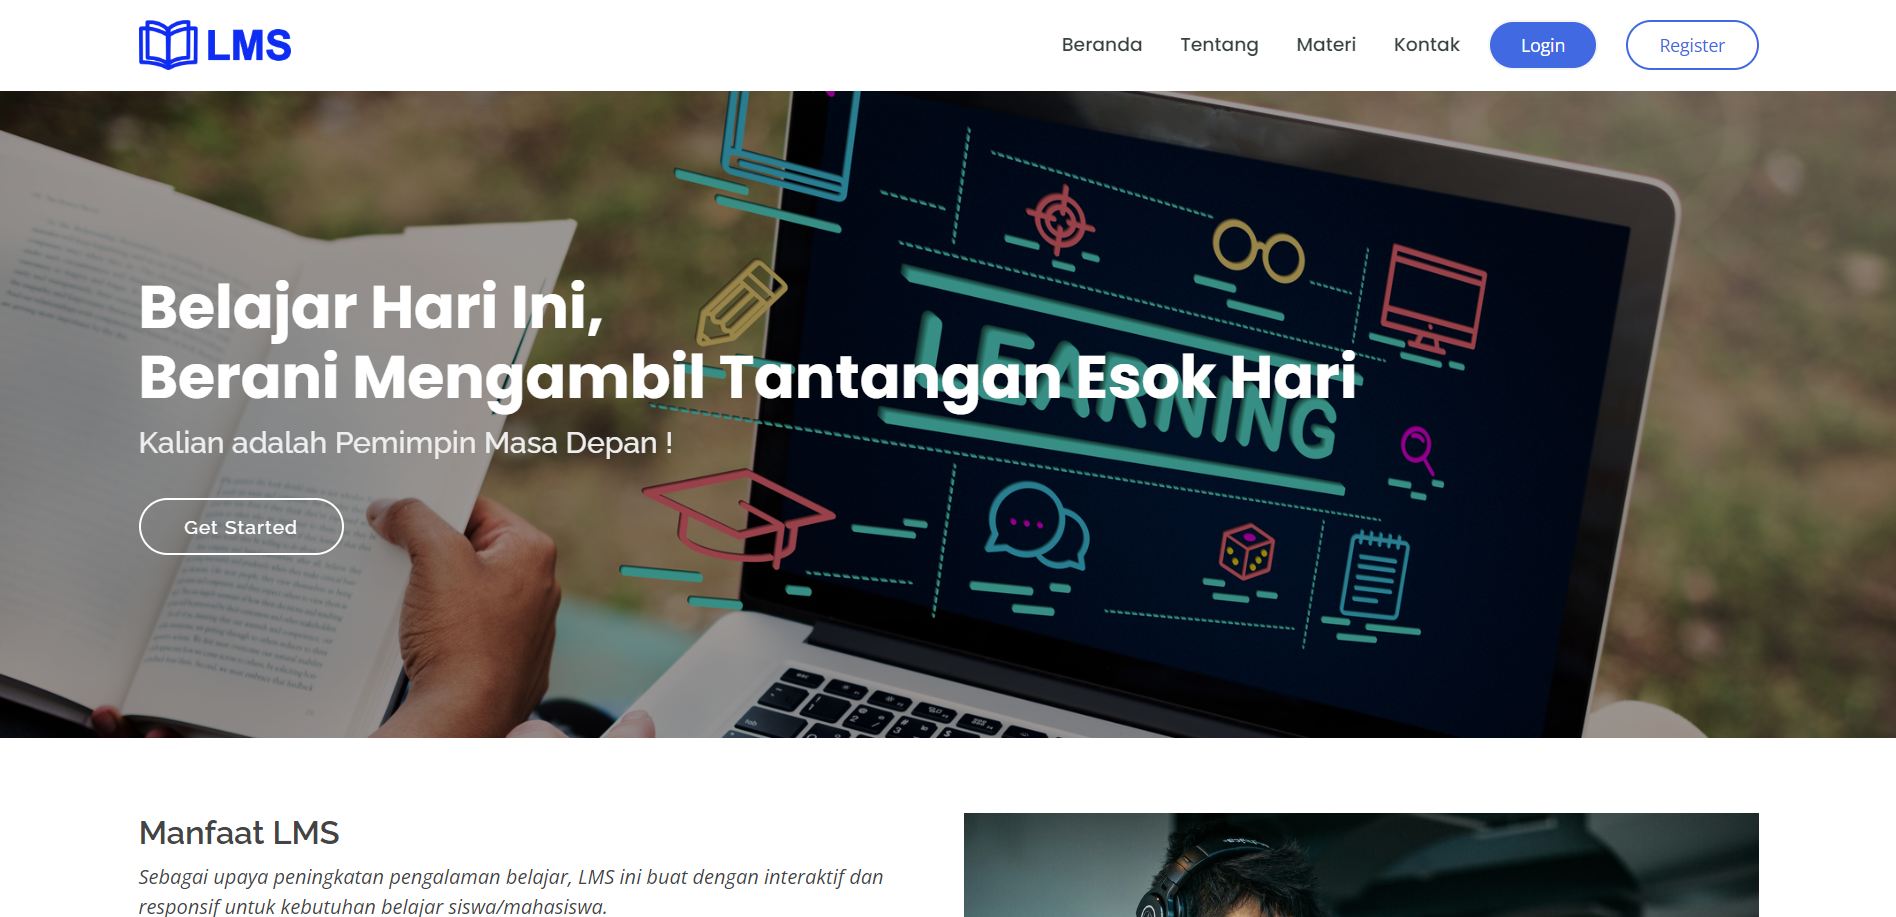 LMS
Beranda Tentang Materi Kontak Login Register
Belajar Hari Ini,
Berani Mengambil Tantangan Esok Hari
LEARNING
Kalian adalah Pemimpin Masa Depan !
Get Started
Manfaat LMS
Sebagai upaya peningkatan pengalaman belajar, LMS ini buat dengan interaktif dan
responsif untuk kebutuhan belajar siswa/mahasiswa.